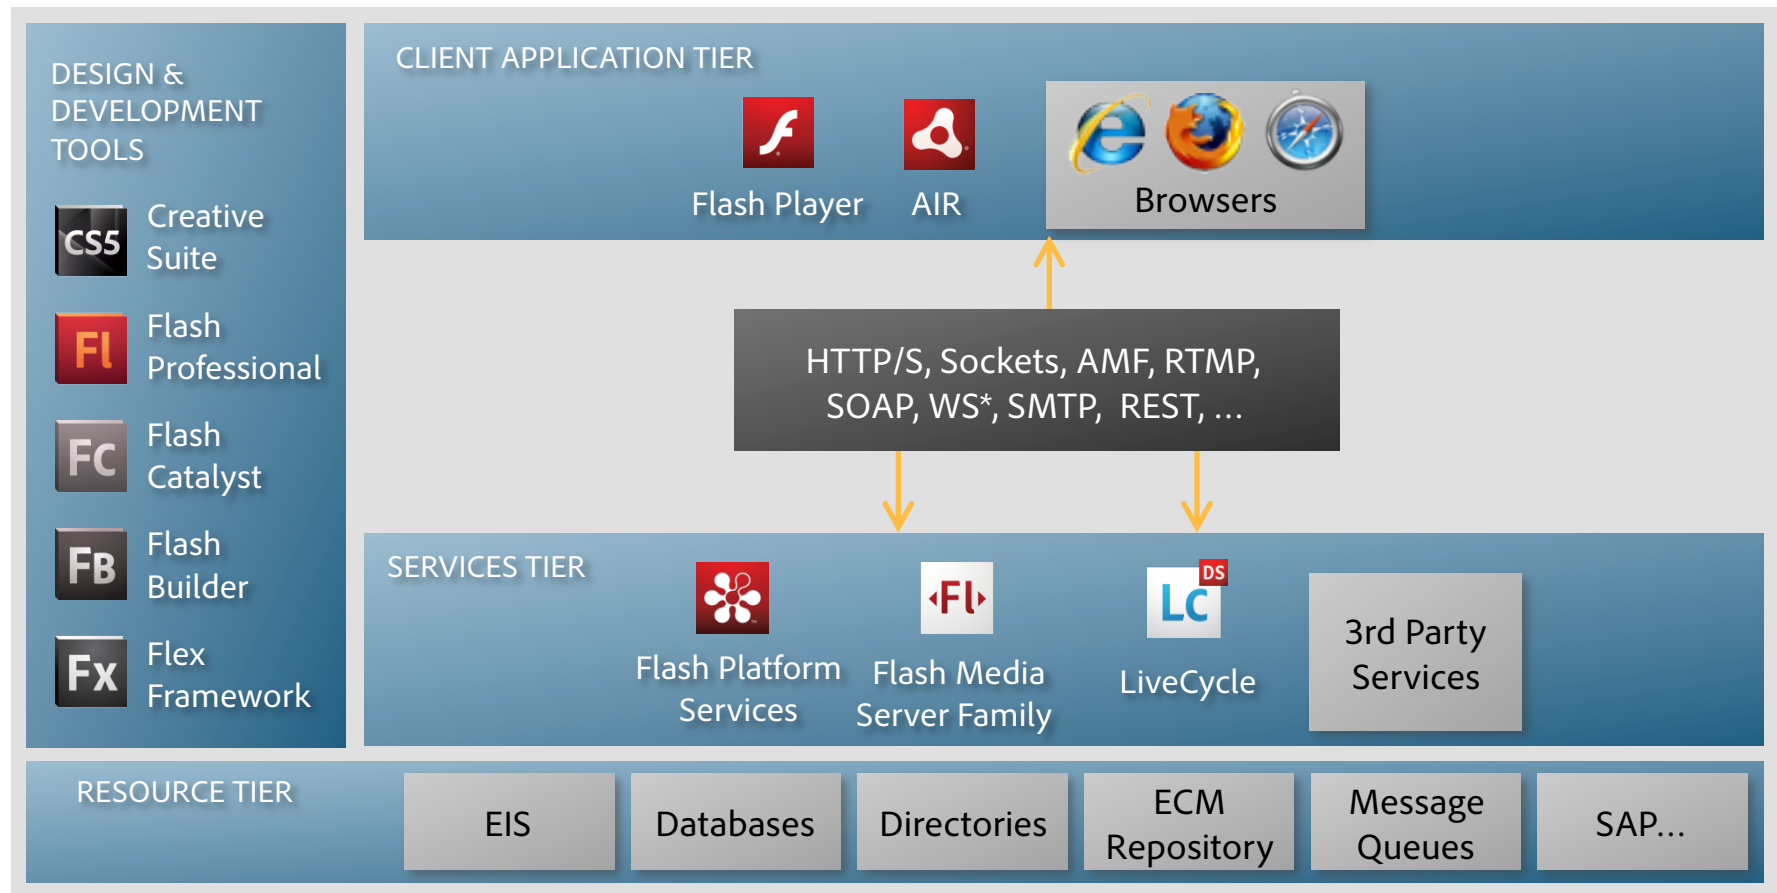 DESIGN &
DEVELOPMENT
TOOLS
CS5
Creative
Suite
Fl
Flash
Professional
Fc
Flash
Catalyst
FB
Flash
Builder
Fx
Flex
Framework
CLIENT APPLICATION TIER
Flash Player
AIR
Browsers
HTTP/S, Sockets, AMF, RTMP,
SOAP, WS*, SMTP, REST, ...
SERVICES TIER
Flash Platform
Services
Fl
Flash Media
Server Family
LC
DS
LiveCycle
3rd Party
Services
RESOURCE TIER
EIS
Databases
Directories
ECM
Repository
Message
Queues
SAP...